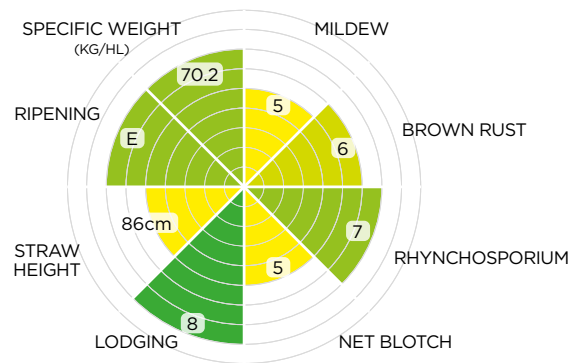 SPECIFIC WEIGHT
(KG/HL)
MILDEW
70.2
5
RIPENING
E
BROWN RUST
6
86cm
7
STRAW
HEIGHT
5
RHYNCHOSPORIUM
8
LODGING
NET BLOTCH